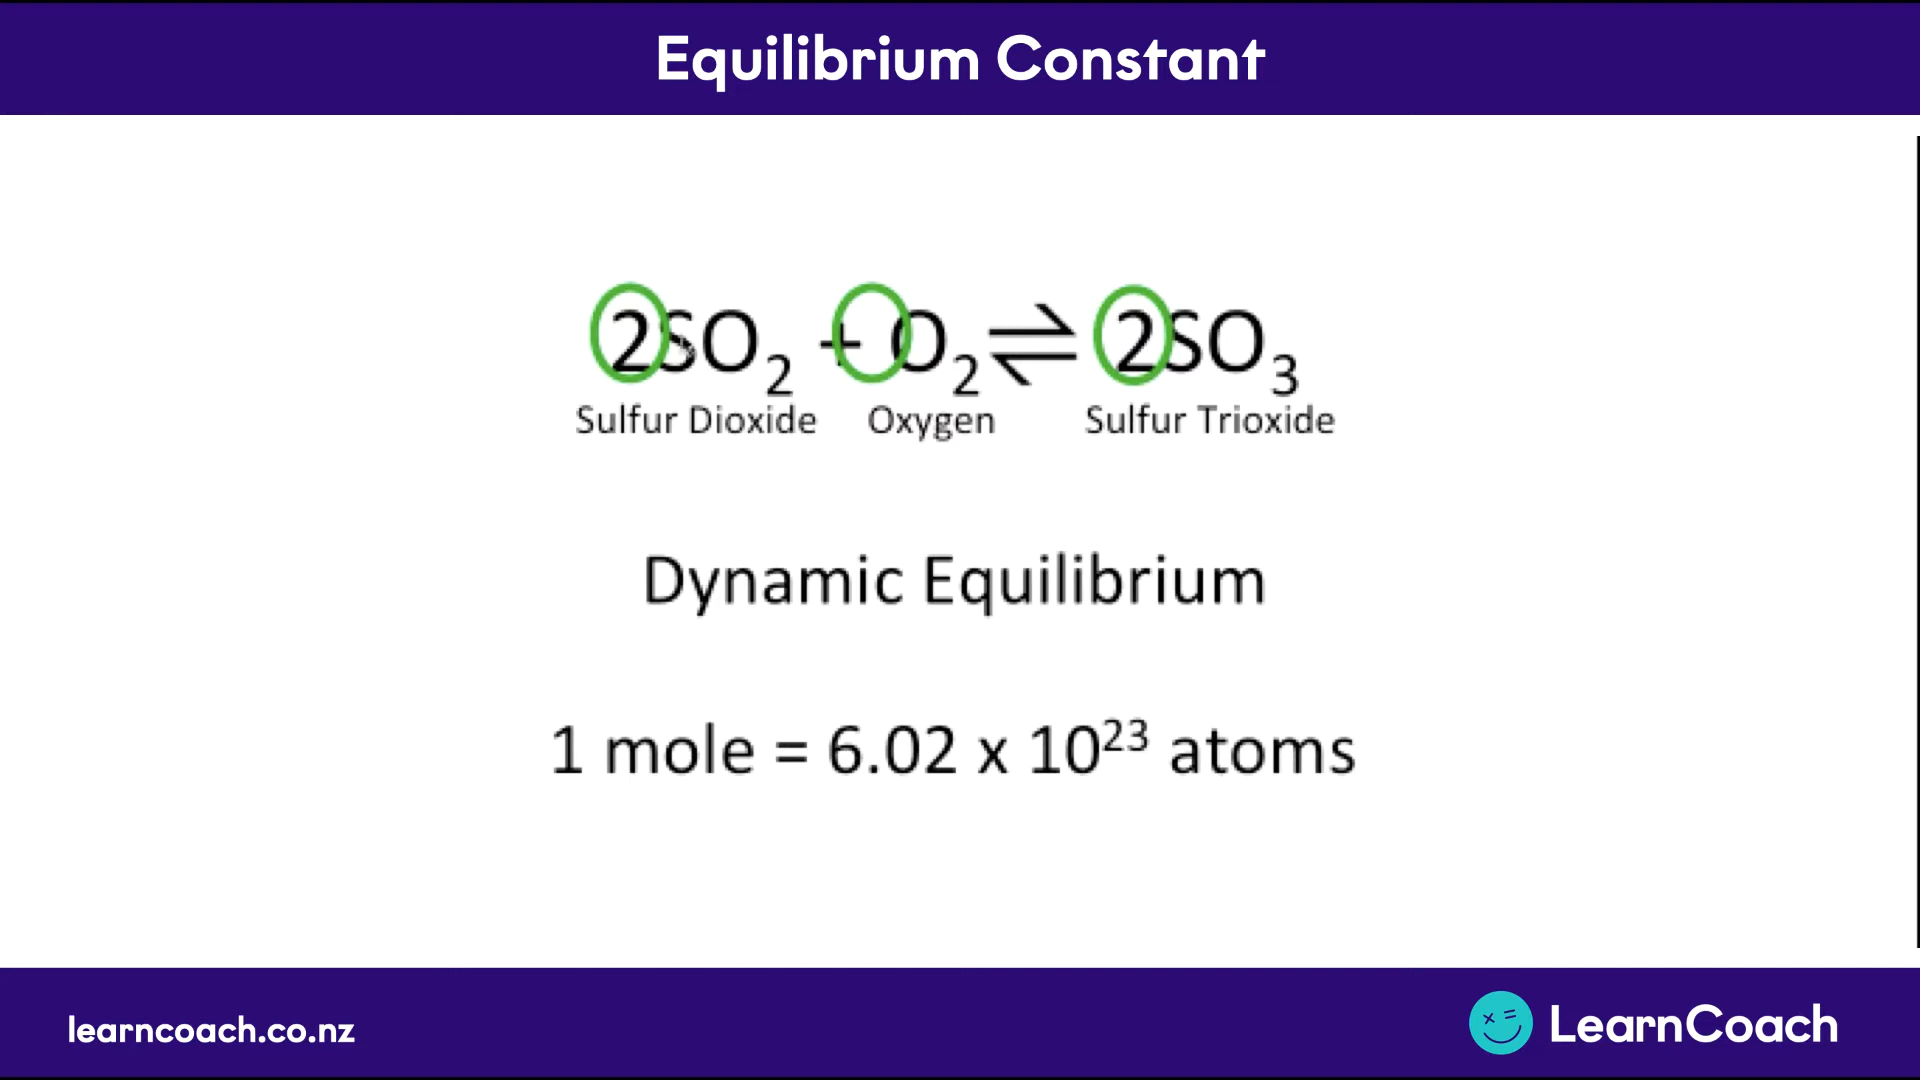 Equilibrium Constant
2SO₂ + O₂ ⇌ 2SO₃
Sulfur Dioxide Oxygen Sulfur Trioxide
Dynamic Equilibrium
1 mole = 6.02 x 10²³ atoms
learncoach.co.nz
LearnCoach